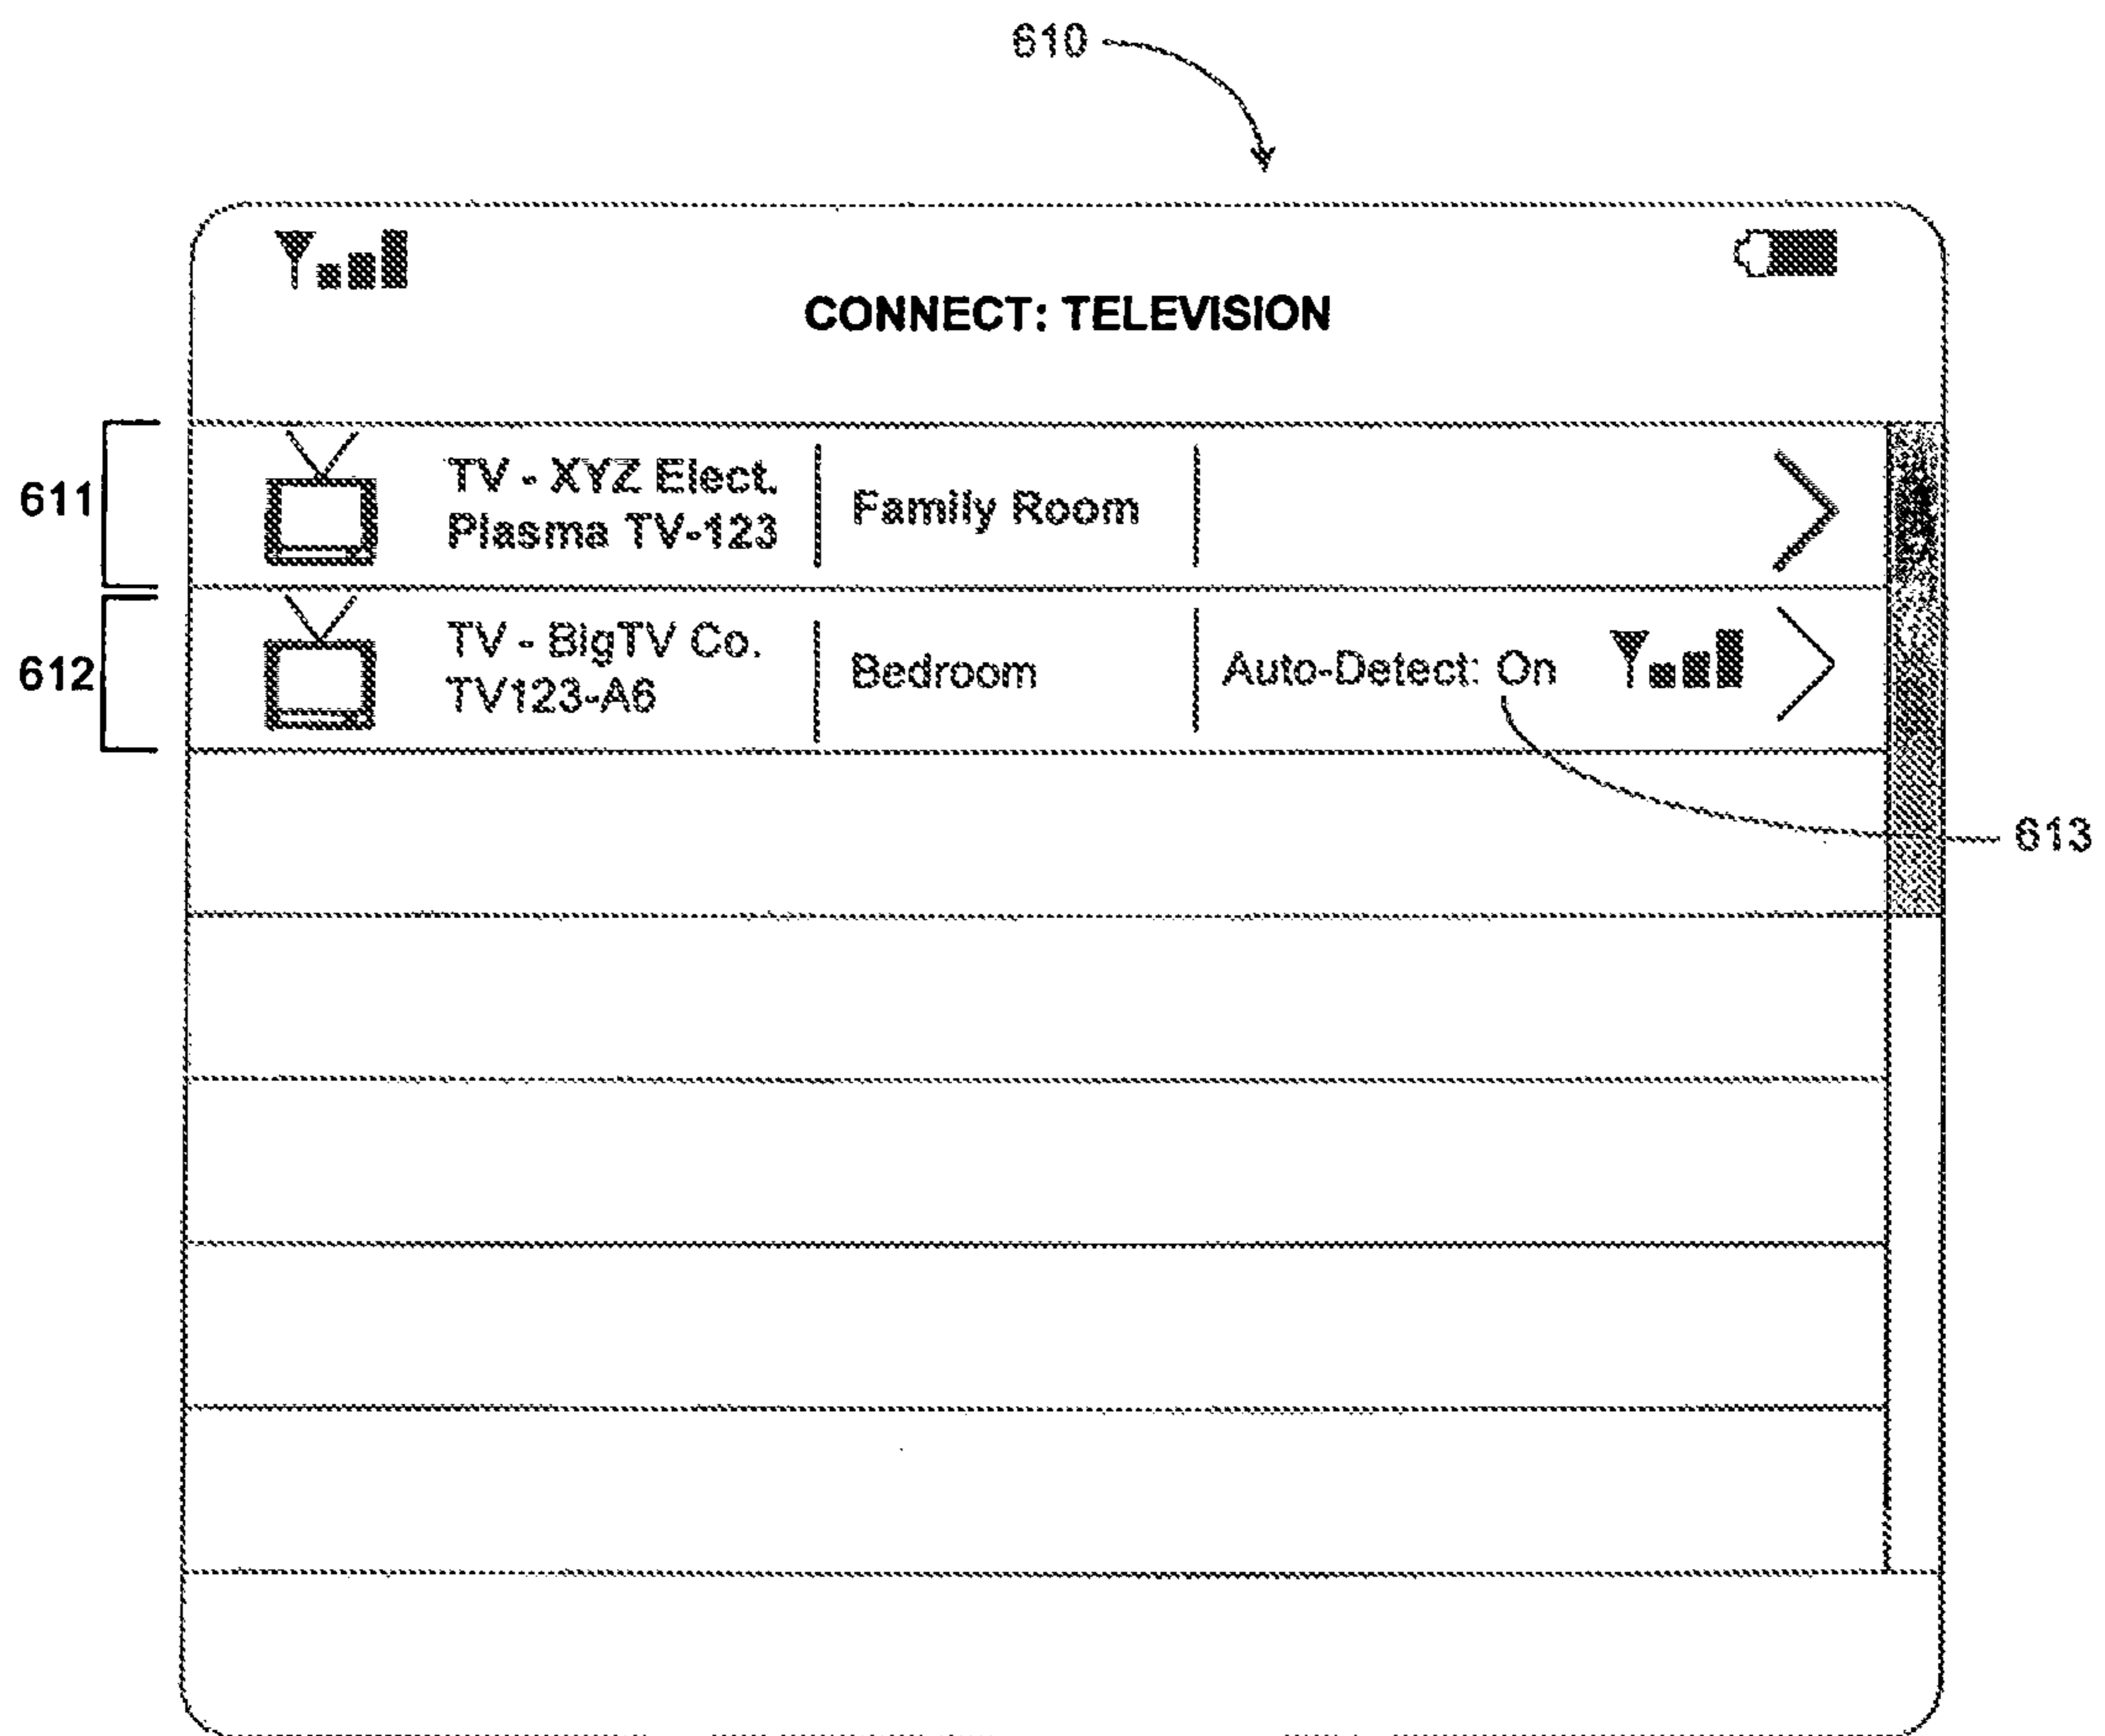 610
CONNECT: TELEVISION
611
TV - XYZ Elect.
Plasma TV-123
Family Room
612
TV - BigTV Co.
TV123-A6
Bedroom
Auto-Detect: On
613